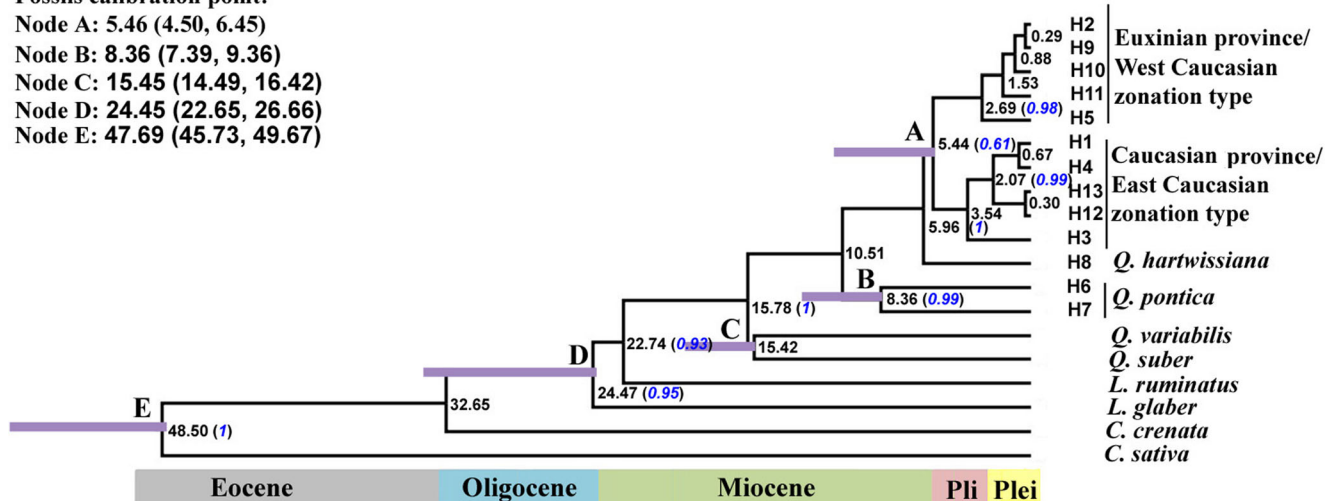 Fossils calibration point:
Node A: 5.46 (4.50, 6.45)
Node B: 8.36 (7.39, 9.36)
Node C: 15.45 (14.49, 16.42)
Node D: 24.45 (22.65, 26.66)
Node E: 47.69 (45.73, 49.67)
H2
0.29
H9
0.88
H10
1.53
H11
2.69 (0.98)
H5
Euxinian province/
West Caucasian
zonation type
A
5.44 (0.61)
H1
0.67
H4
2.07 (0.99)
H13
0.30
H12
3.54
(1)
5.96
H3
Caucasian province/
East Caucasian
zonation type
10.51
H8
Q. hartwissiana
B
8.36 (0.99)
H6
H7
Q. pontica
15.78 (1)
C
15.42
Q. variabilis
Q. suber
22.74 (0.93)
D
24.47 (0.95)
L. ruminatus
L. glaber
32.65
C. crenata
E
48.50 (1)
C. sativa
Eocene
Oligocene
Miocene
Pli
Plei